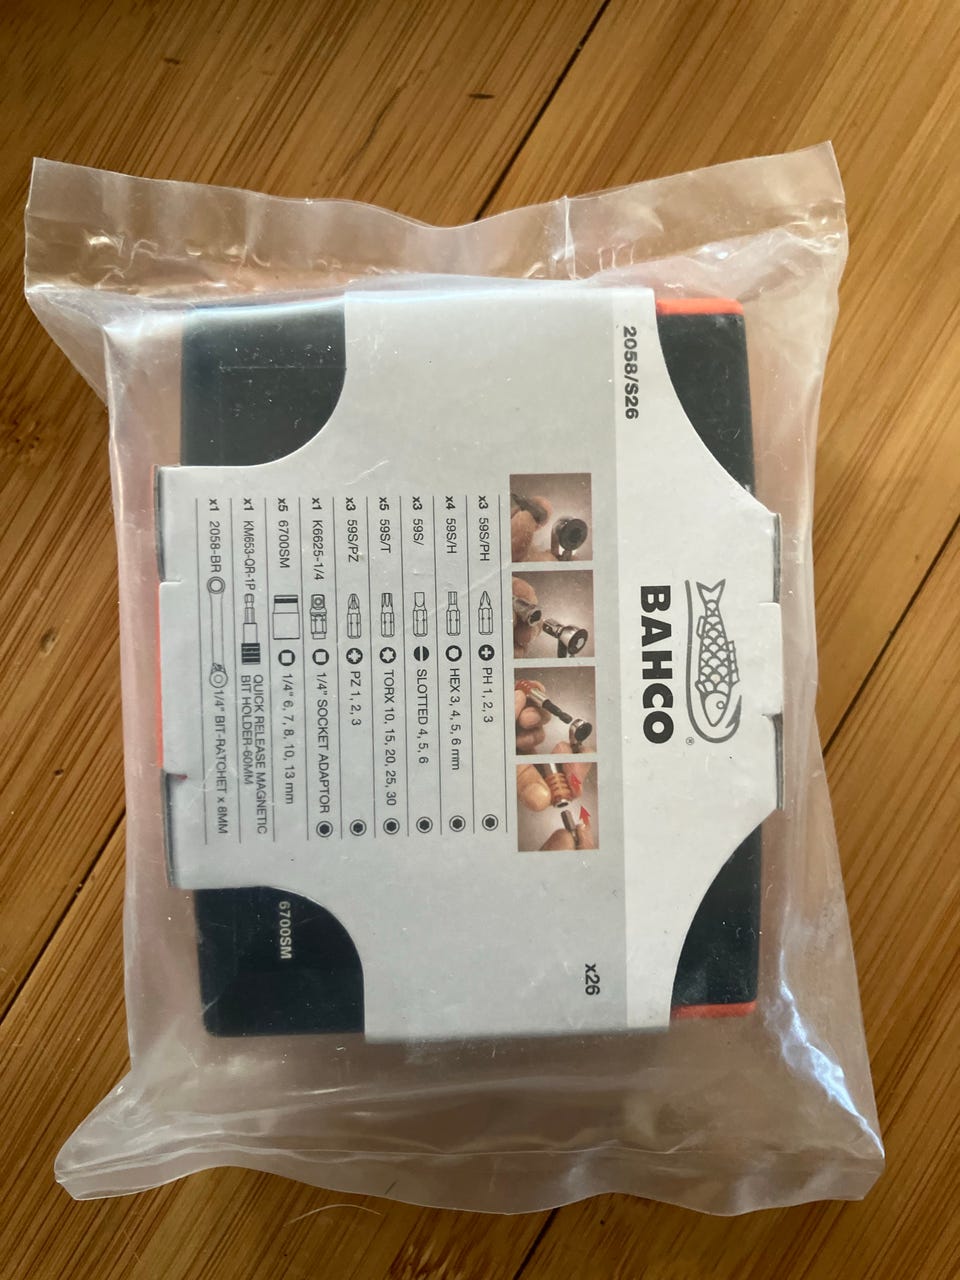 2058/S26
BAHCO
®
x3 59S/PH PH 1, 2, 3
x4 59S/H HEX 3, 4, 5, 6 mm
x3 59S/ SLOTTED 4, 5, 6
x5 59S/T TORX 10, 15, 20, 25, 30
x3 59S/PZ PZ 1, 2, 3
x1 K6625-1/4 1/4" SOCKET ADAPTOR
x5 6700SM 1/4" 6, 7, 8, 10, 13 mm
x1 KM653-QR-1P QUICK RELEASE MAGNETIC
BIT HOLDER-60MM
x1 2058-BR 1/4" BIT-RATCHET x 8MM
x26
6700SM